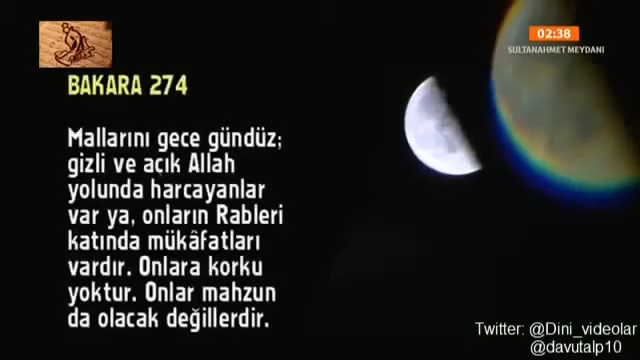 02:38
SULTANAHMET MEYDANI
BAKARA 274
Mallarını gece gündüz;
gizli ve açık Allah
yolunda harcayanlar
var ya, onların Rableri
katında mükâfatları
vardır. Onlara korku
yoktur. Onlar mahzun
da olacak değillerdir.
Twitter: @Dini_videolar
@davutalp10